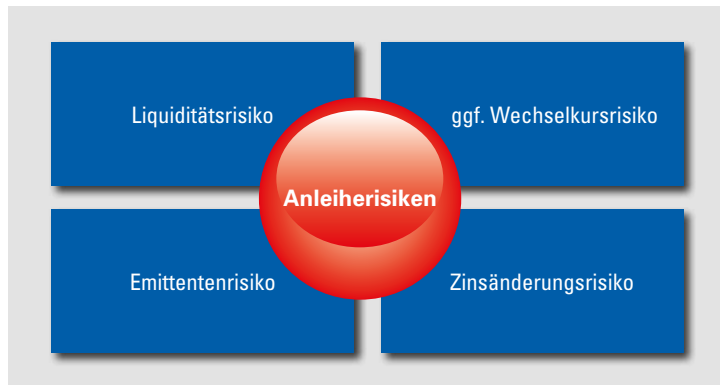 Liquiditätsrisiko
ggf. Wechselkursrisiko
Anleiherisiken
Emittentenrisiko
Zinsänderungsrisiko